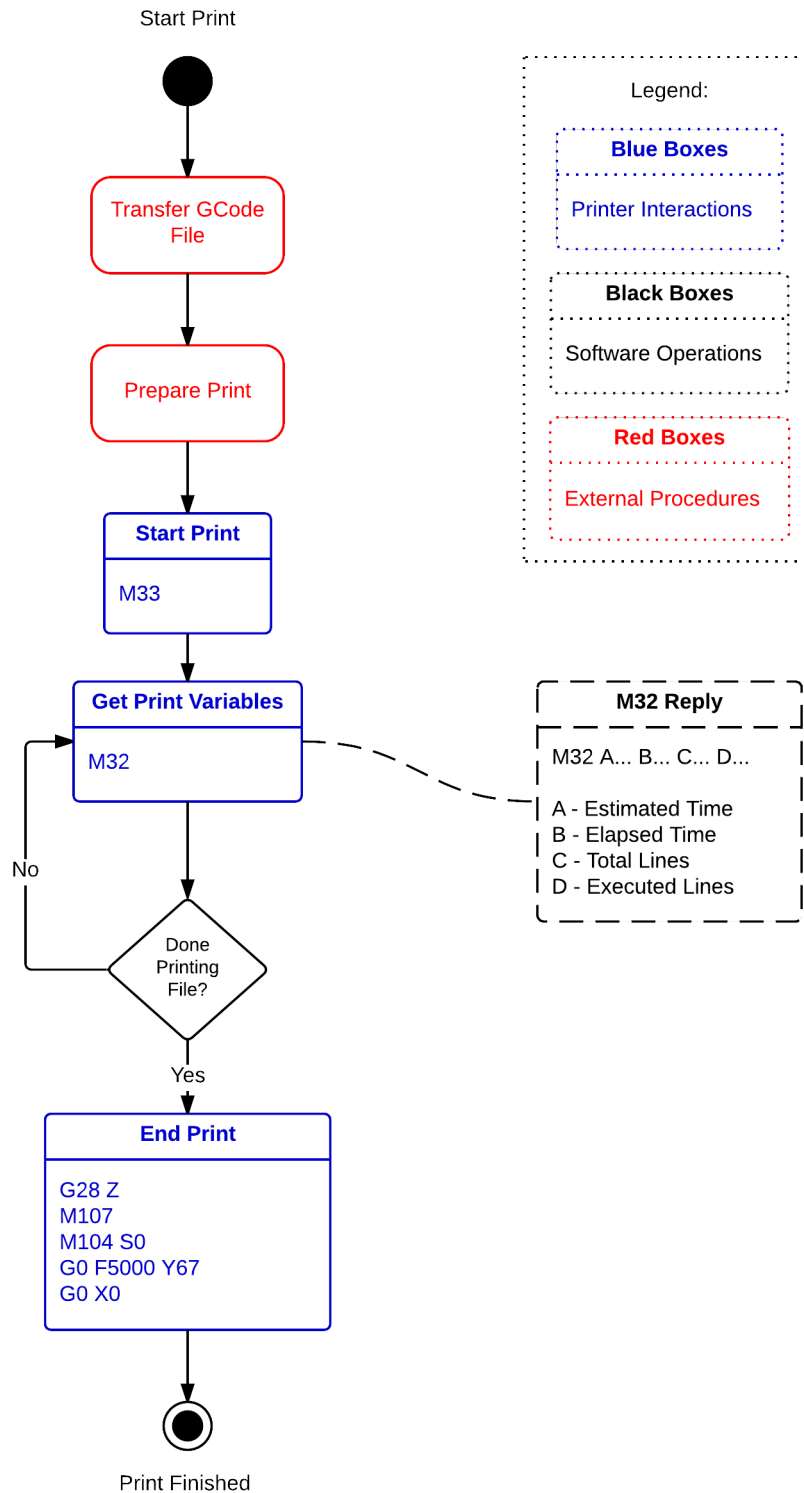 Start Print
Transfer GCode
File
Prepare Print
Start Print
M33
Get Print Variables
M32
No
Done
Printing
File?
Yes
End Print
G28 Z
M107
M104 S0
G0 F5000 Y67
G0 X0
Print Finished
Legend:
Blue Boxes
Printer Interactions
Black Boxes
Software Operations
Red Boxes
External Procedures
M32 Reply
M32 A... B... C... D...
A - Estimated Time
B - Elapsed Time
C - Total Lines
D - Executed Lines